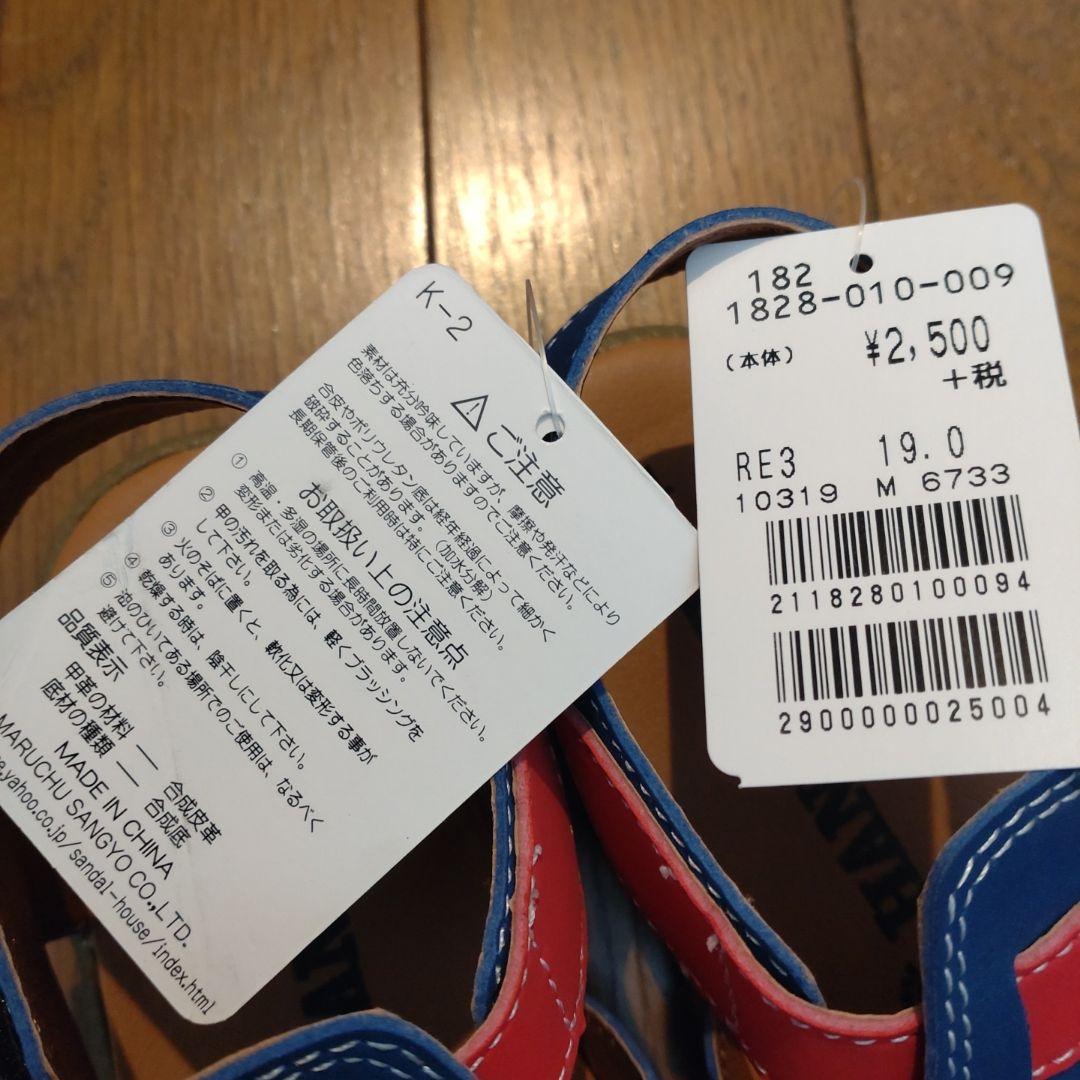 K-2
⚠ご注意
素材は充分吟味していますが、摩擦や発汗などにより
色落ちする場合がありますのでご注意ください。
合皮やポリウレタン底は経年経過によって細かく
破砕することがあります。(加水分解)
長期保管後のご利用時は特にご注意ください。
お取扱い上の注意点
① 高温・多湿の場所に長時間放置しないでください。
変形または劣化する場合があります。
② 甲の汚れを取る為には、軽くブラッシングを
して下さい。
③ 火のそばに置くと、軟化又は変形する事が
あります。
④ 乾燥する時は、陰干しにして下さい。
⑤ 油のひいてある場所でのご使用は、なるべく
避けて下さい。
品質表示
甲革の材料 ― 合成皮革
底材の種類 ― 合成底
MADE IN CHINA
MARUCHU SANGYO CO.,LTD.
e.yahoo.co.jp/sandal-house/index.html
182
1828-010-009
(本体) ¥2,500
+税
RE3 19.0
10319 M 6733
2118280100094
2900000025004
HAN